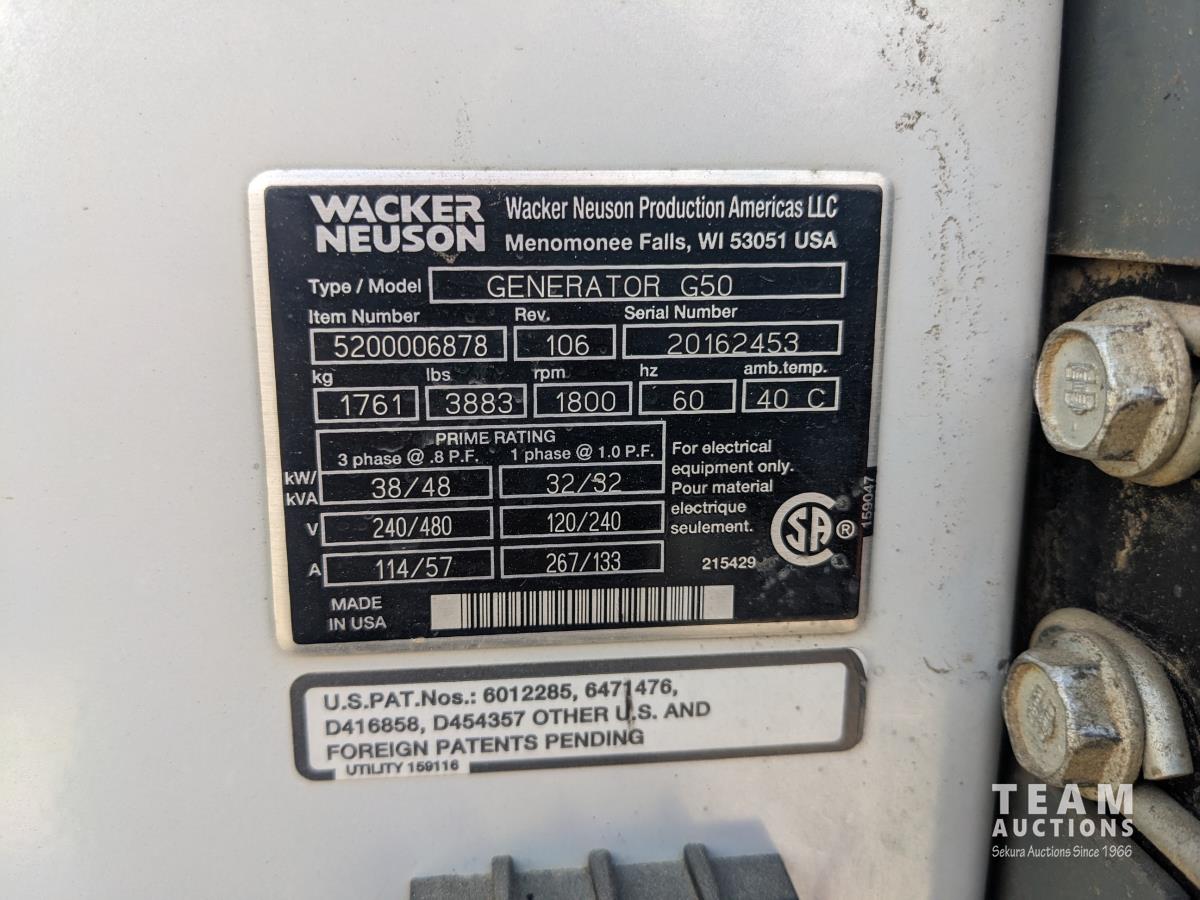 WACKER NEUSON
Wacker Neuson Production Americas LLC
Menomonee Falls, WI 53051 USA
Type / Model GENERATOR G50
Item Number Rev. Serial Number
5200006878 106 20162453
kg lbs rpm hz amb.temp.
1761 3883 1800 60 40 C
PRIME RATING
3 phase @ .8 P.F. 1 phase @ 1.0 P.F.
kW/kVA 38/48 32/32
V 240/480 120/240
A 114/57 267/133
For electrical
equipment only.
Pour material
electrique
seulement.
CSA ®
215429
159047
MADE
IN USA
U.S.PAT.Nos.: 6012285, 6471476,
D416858, D454357 OTHER U.S. AND
FOREIGN PATENTS PENDING
UTILITY 159116
TEAM
AUCTIONS
Sekura Auctions Since 1966